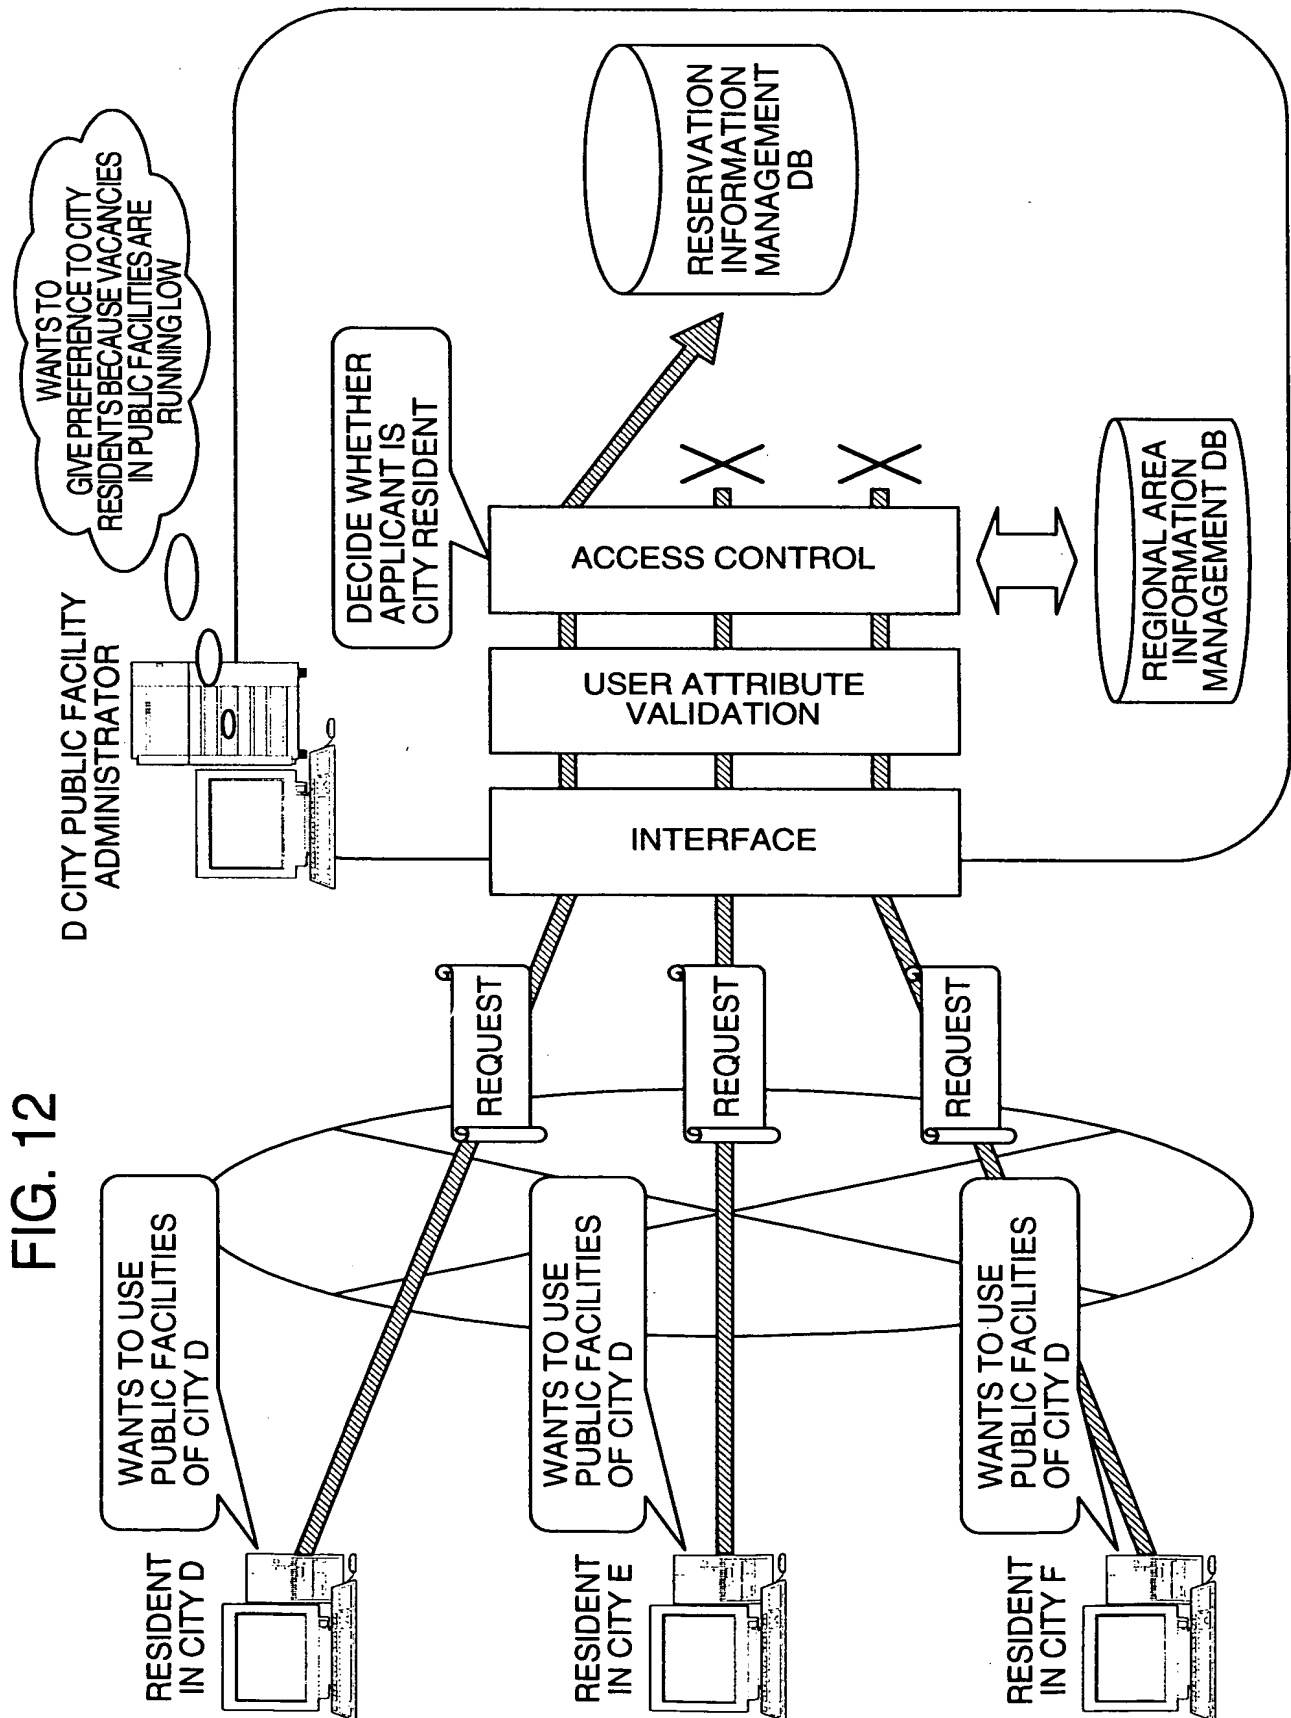 FIG. 12
D CITY PUBLIC FACILITY
ADMINISTRATOR
WANTS TO
GIVE PREFERENCE TO CITY
RESIDENTS BECAUSE VACANCIES
IN PUBLIC FACILITIES ARE
RUNNING LOW
RESIDENT
IN CITY D
WANTS TO USE
PUBLIC FACILITIES
OF CITY D
REQUEST
RESIDENT
IN CITY E
WANTS TO USE
PUBLIC FACILITIES
OF CITY D
REQUEST
RESIDENT
IN CITY F
WANTS TO USE
PUBLIC FACILITIES
OF CITY D
REQUEST
INTERFACE
USER ATTRIBUTE
VALIDATION
ACCESS CONTROL
DECIDE WHETHER
APPLICANT IS
CITY RESIDENT
RESERVATION
INFORMATION
MANAGEMENT
DB
REGIONAL AREA
INFORMATION
MANAGEMENT DB